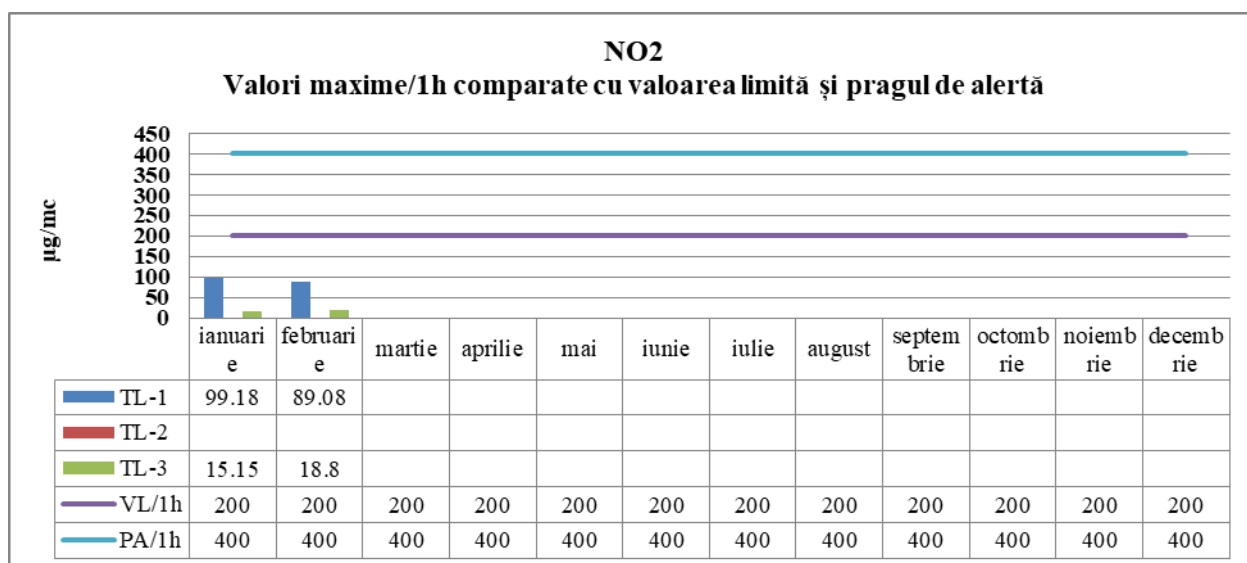 NO2
Valori maxime/1h comparate cu valoarea limită și pragul de alertă
µg/mc
450
400
350
300
250
200
150
100
50
0
ianuari e februari e martie aprilie mai iunie iulie august septem brie octomb rie noiemb rie decemb rie
TL-1 99.18 89.08
TL-2
TL-3 15.15 18.8
VL/1h 200 200 200 200 200 200 200 200 200 200 200 200
PA/1h 400 400 400 400 400 400 400 400 400 400 400 400